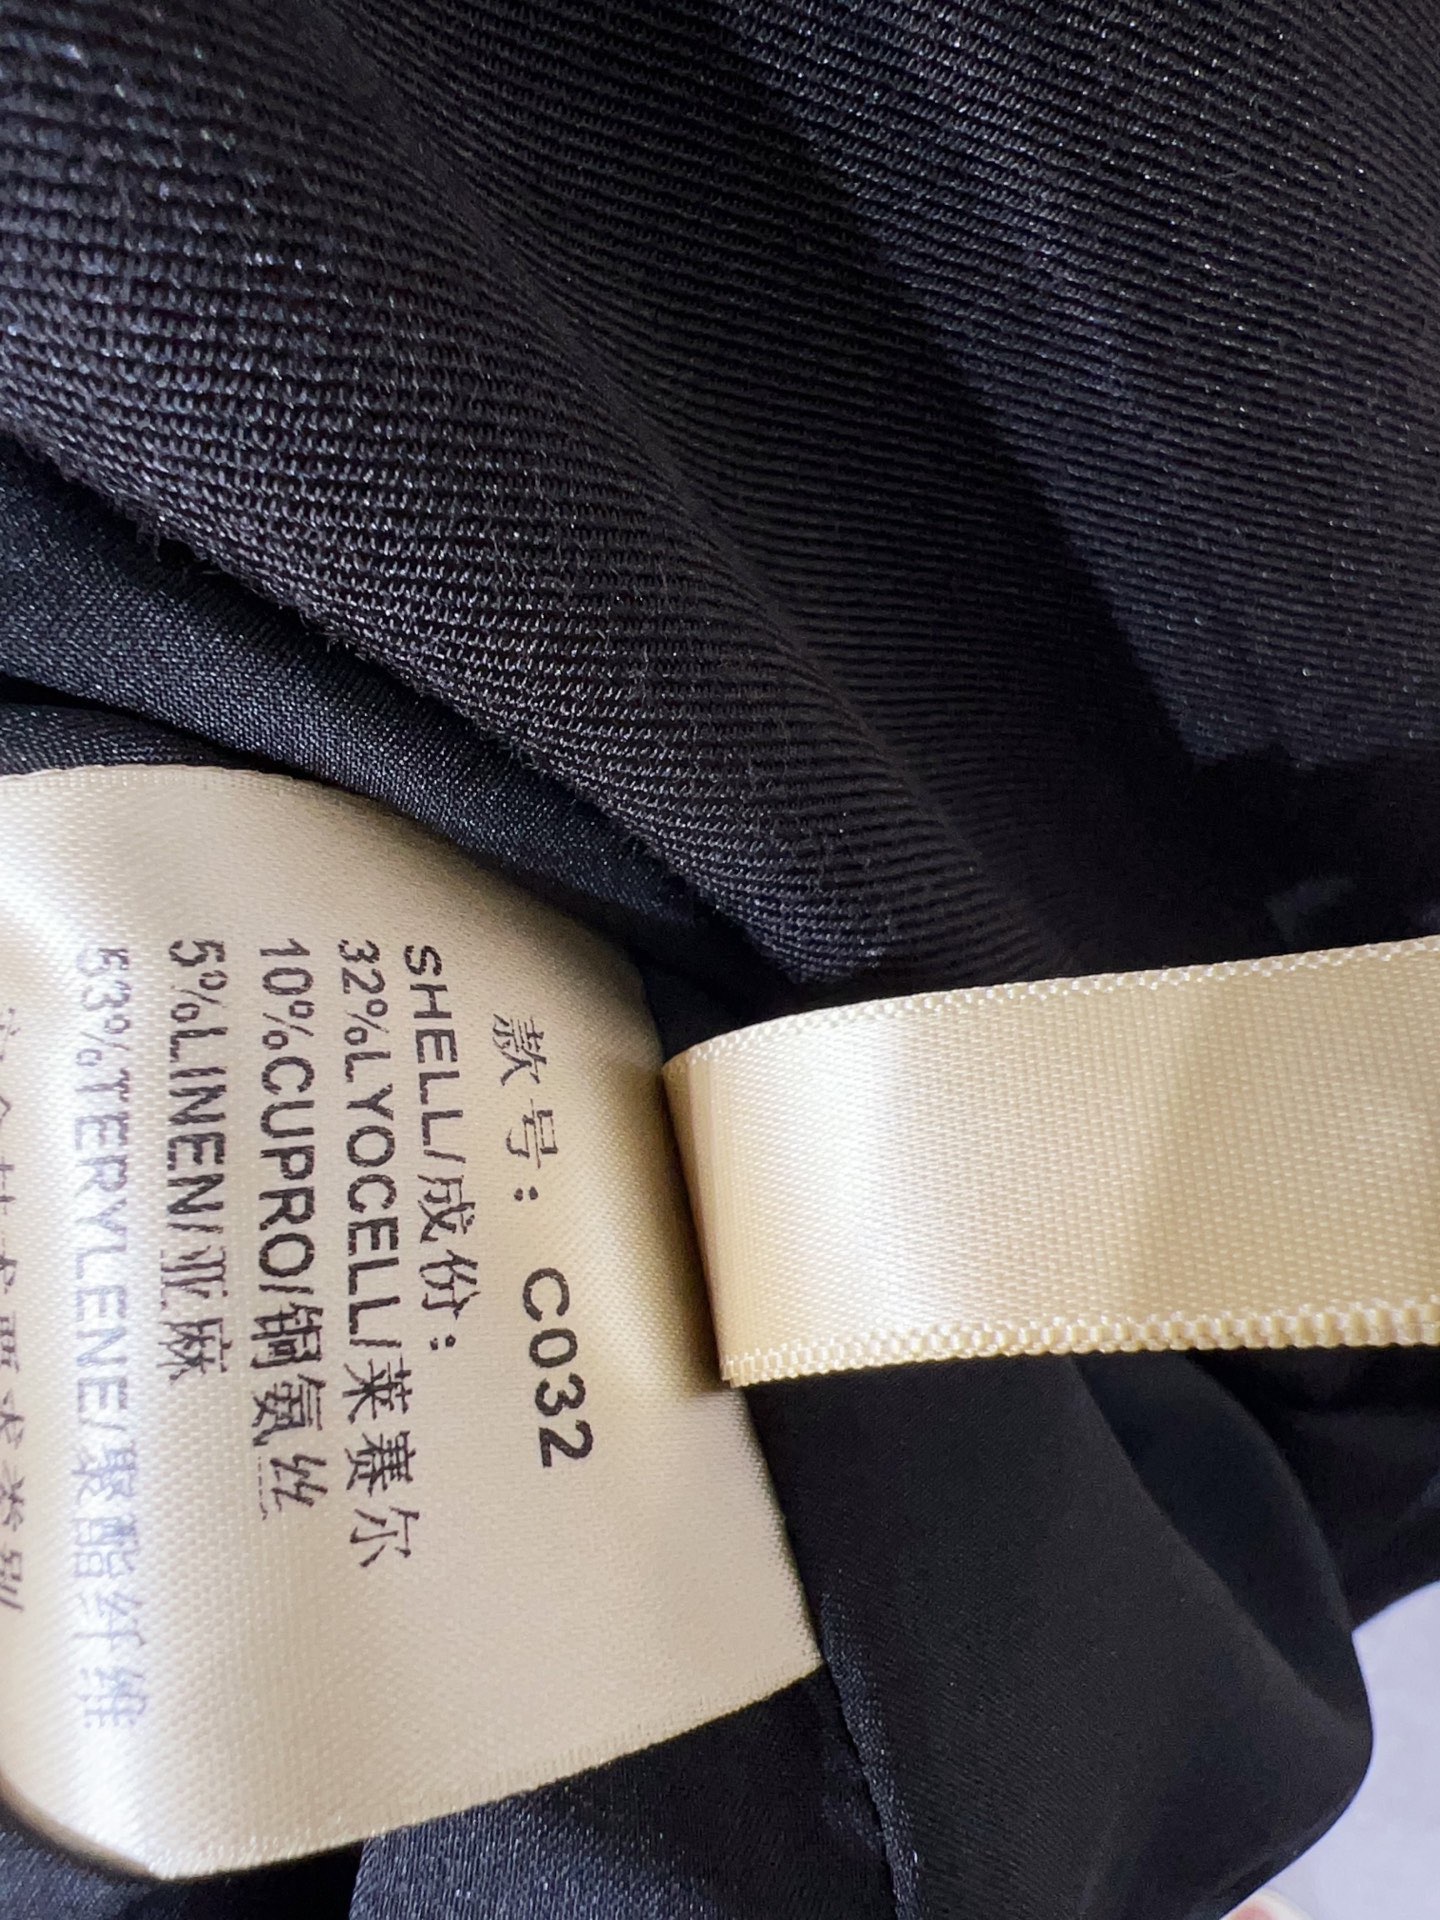 款号：C032
SHELL/成份：
32%LYOCELL/莱赛尔
10%CUPRO/铜氨丝
5%LINEN/亚麻
53%TERYLENE/聚酯纤维